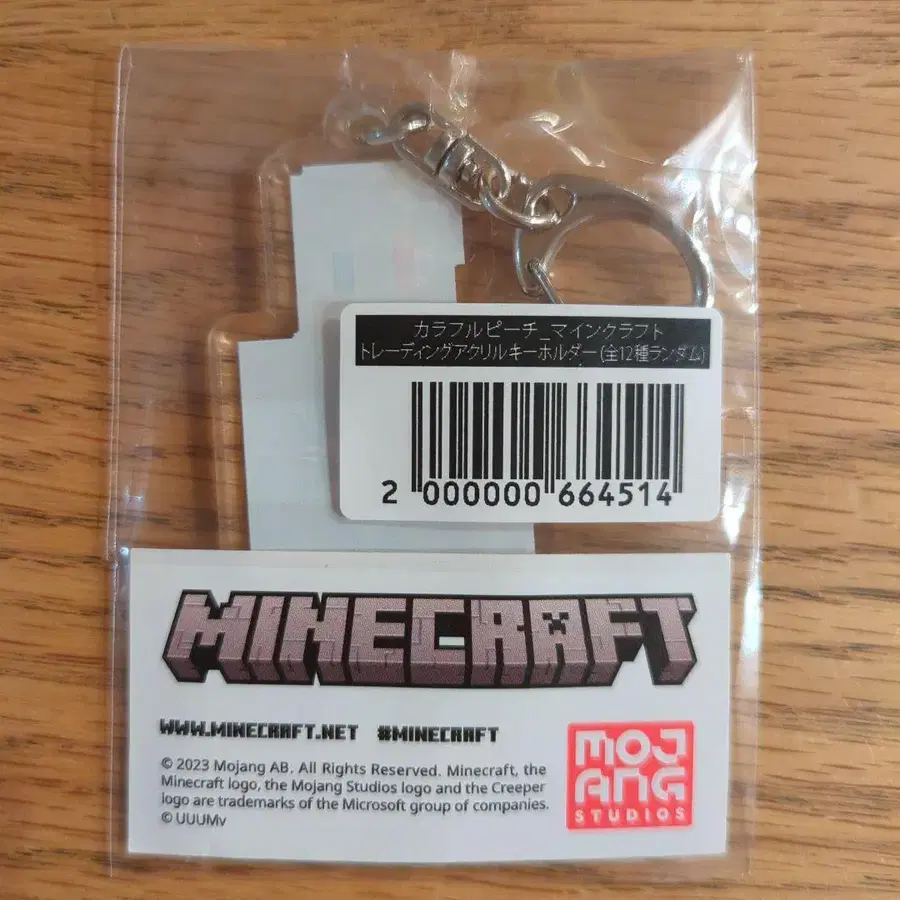 カラフルピーチ_マインクラフト
トレーディングアクリルキーホルダー(全12種ランダム)
2 000000 664514
MINECRAFT
WWW.MINECRAFT.NET #MINECRAFT
© 2023 Mojang AB. All Rights Reserved. Minecraft, the
Minecraft logo, the Mojang Studios logo and the Creeper
logo are trademarks of the Microsoft group of companies.
© UUUMv
MOJ
ANG
STUDIOS